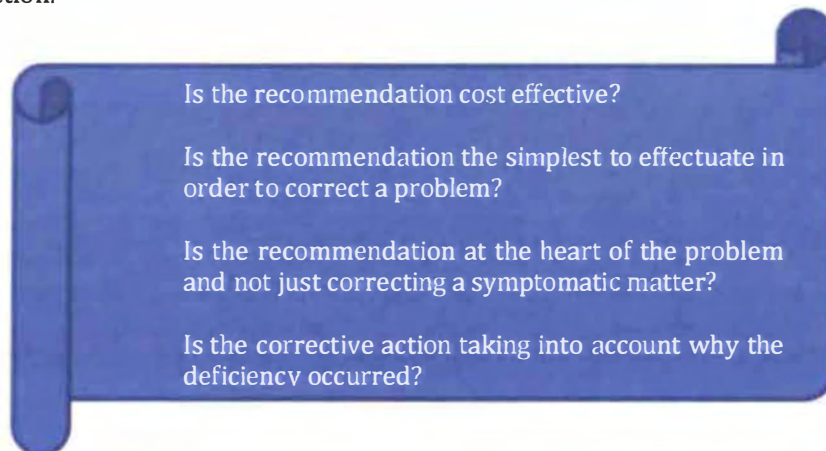 Is the recommendation cost effective?
Is the recommendation the simplest to effectuate in
order to correct a problem?
Is the recommendation at the heart of the problem
and not just correcting a symptomatic matter?
Is the corrective action taking into account why the
deficiency occurred?